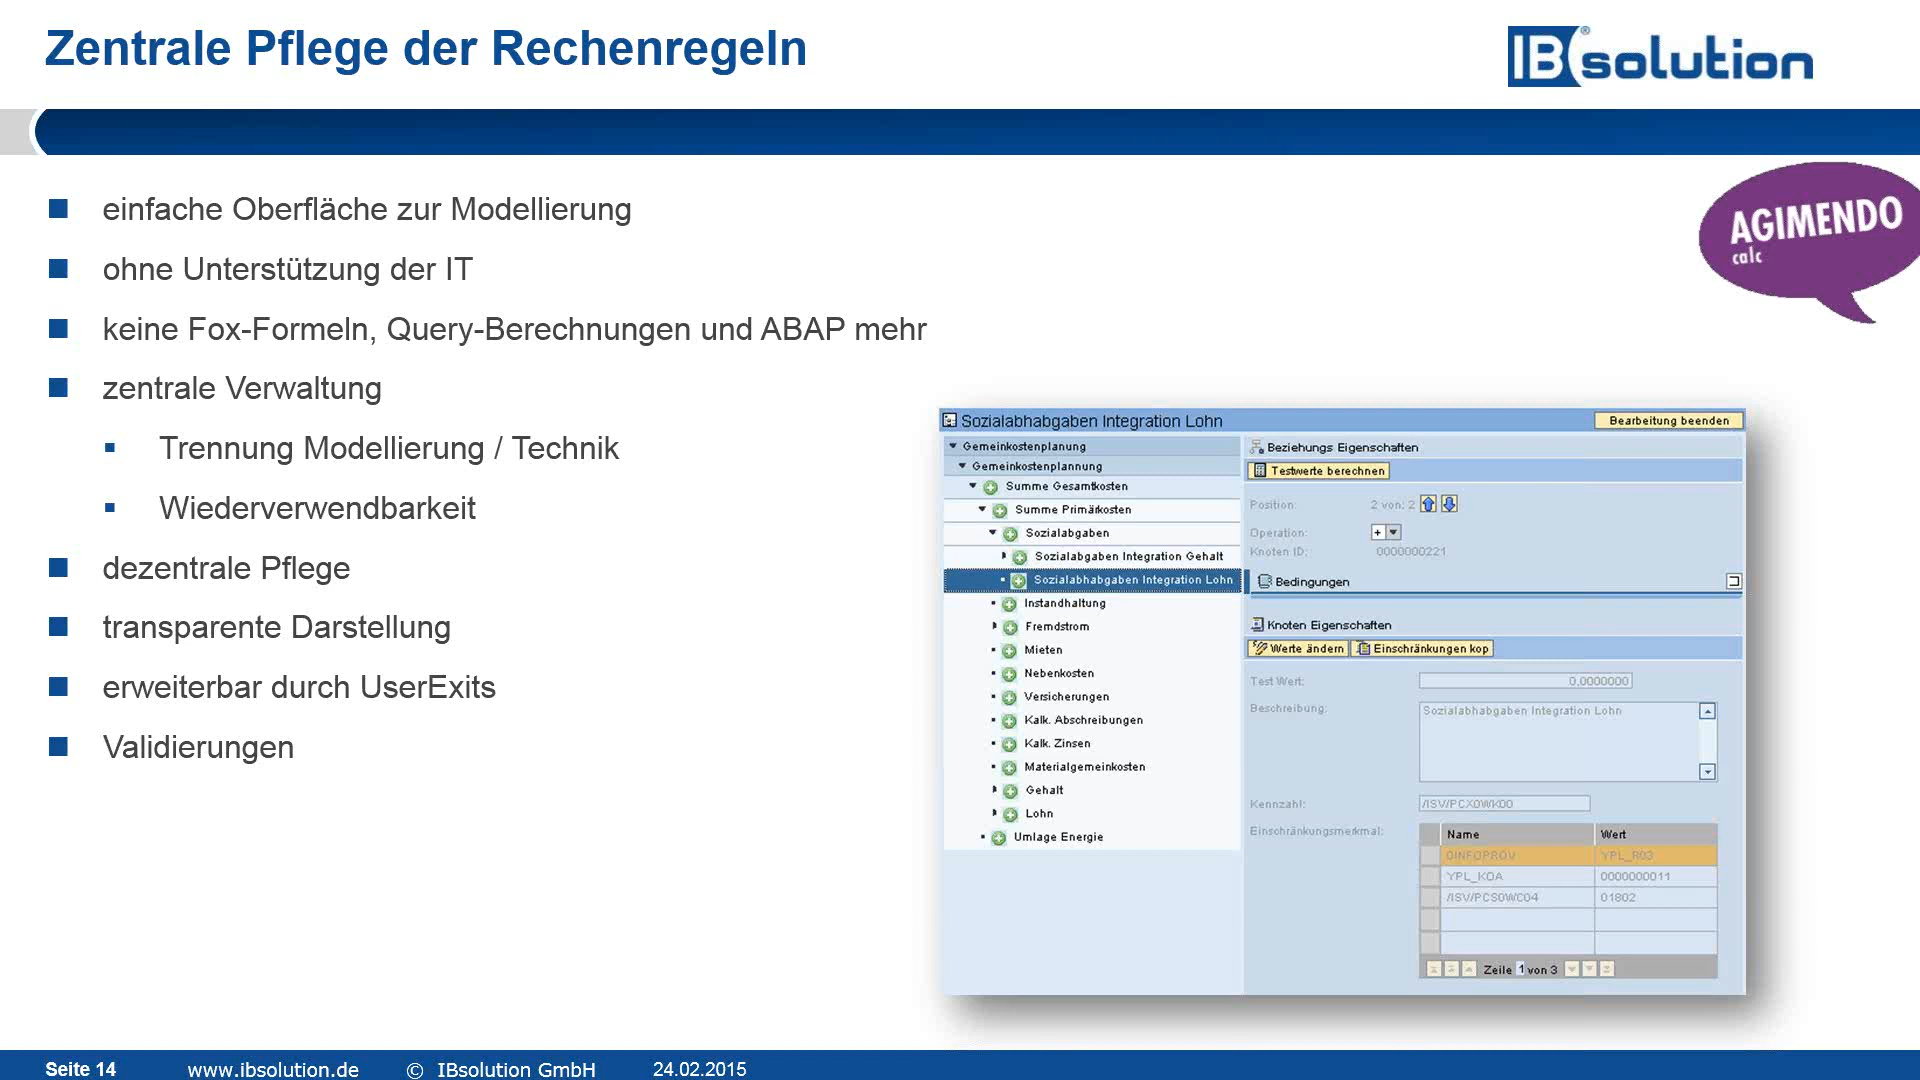 Zentrale Pflege der Rechenregeln
IBsolution®
AGIMENDO
calc
einfache Oberfläche zur Modellierung
ohne Unterstützung der IT
keine Fox-Formeln, Query-Berechnungen und ABAP mehr
zentrale Verwaltung
Trennung Modellierung / Technik
Wiederverwendbarkeit
dezentrale Pflege
transparente Darstellung
erweiterbar durch UserExits
Validierungen
Sozialabhabgaben Integration Lohn
Bearbeitung beenden
Gemeinkostenplanung
Gemeinkostenplannung
Summe Gesamtkosten
Summe Primärkosten
Sozialabgaben
Sozialabgaben Integration Gehalt
Sozialabhabgaben Integration Lohn
Instandhaltung
Fremdstrom
Mieten
Nebenkosten
Versicherungen
Kalk. Abschreibungen
Kalk. Zinsen
Materialgemeinkosten
Gehalt
Lohn
Umlage Energie
Beziehungs Eigenschaften
Testwerte berechnen
Position: 2 von: 2
Operation: +
Knoten ID: 0000000221
Bedingungen
Knoten Eigenschaften
Werte ändern Einschränkungen kop
Test Wert: 0,0000000
Beschreibung: Sozialabhabgaben Integration Lohn
Kennzahl: /ISV/PCX0WK00
Einschränkungsmerkmal:
Name Wert
0INFOPROV YPL_R03
YPL_KOA 0000000011
/ISV/PCS0WC04 01802
Zeile 1 von 3
Seite 14 www.ibsolution.de © IBsolution GmbH 24.02.2015